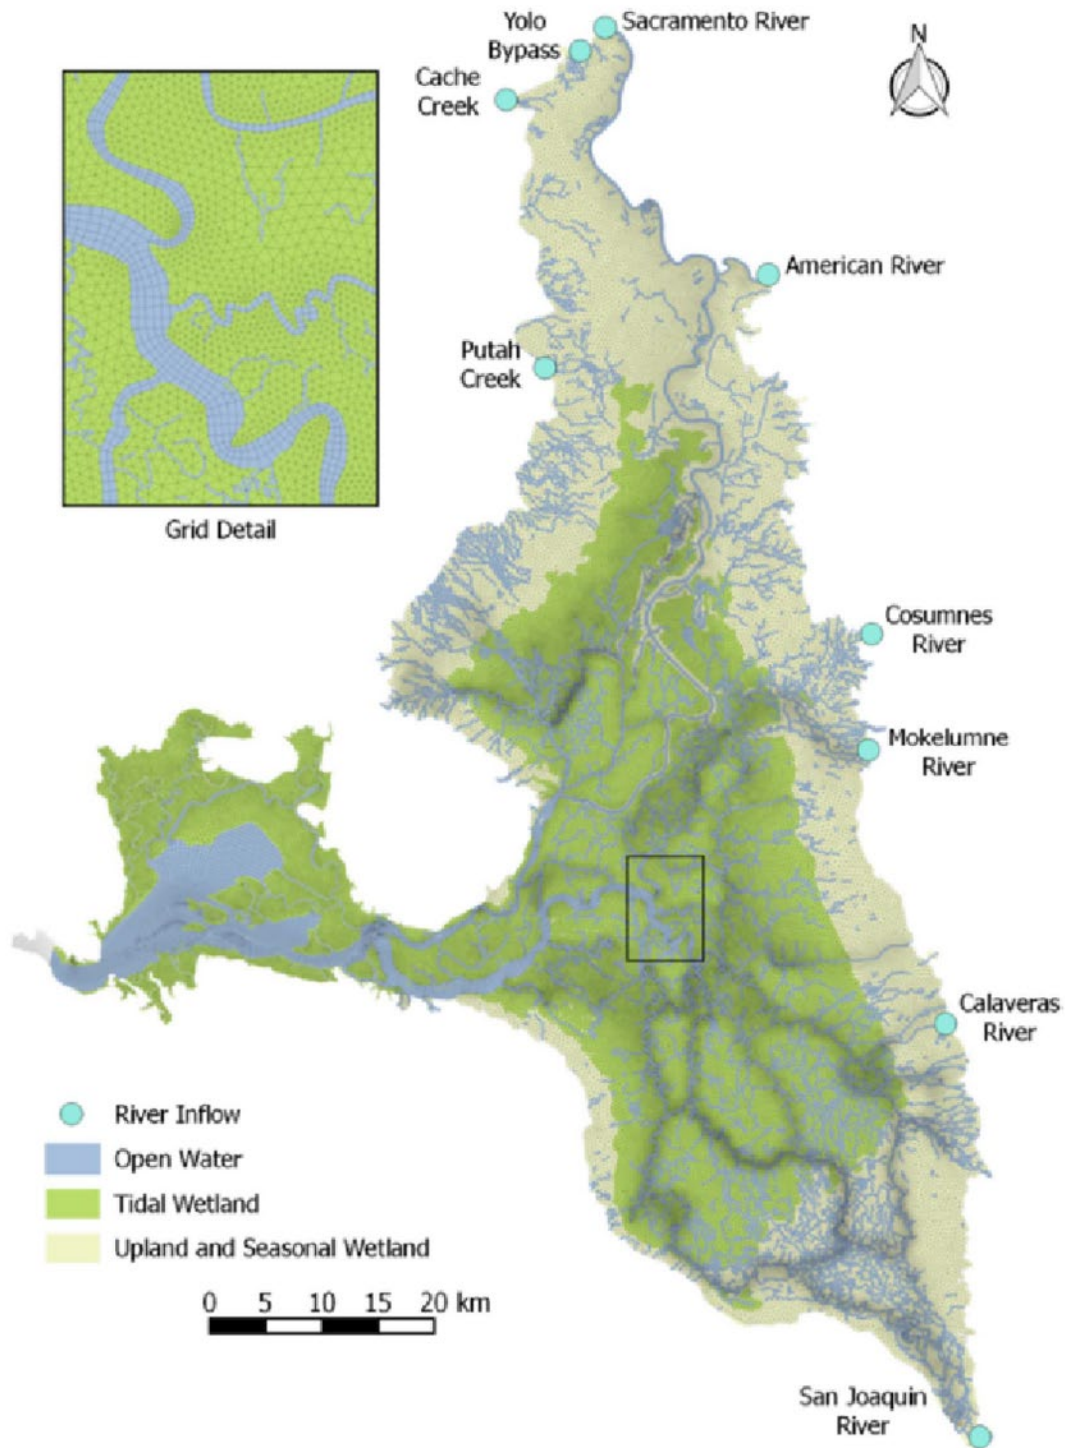 Yolo
Bypass
Sacramento River
N
Cache
Creek
American River
Putah
Creek
Grid Detail
Cosumnes
River
Mokelumne
River
Calaveras
River
River Inflow
Open Water
Tidal Wetland
Upland and Seasonal Wetland
0 5 10 15 20 km
San Joaquin
River